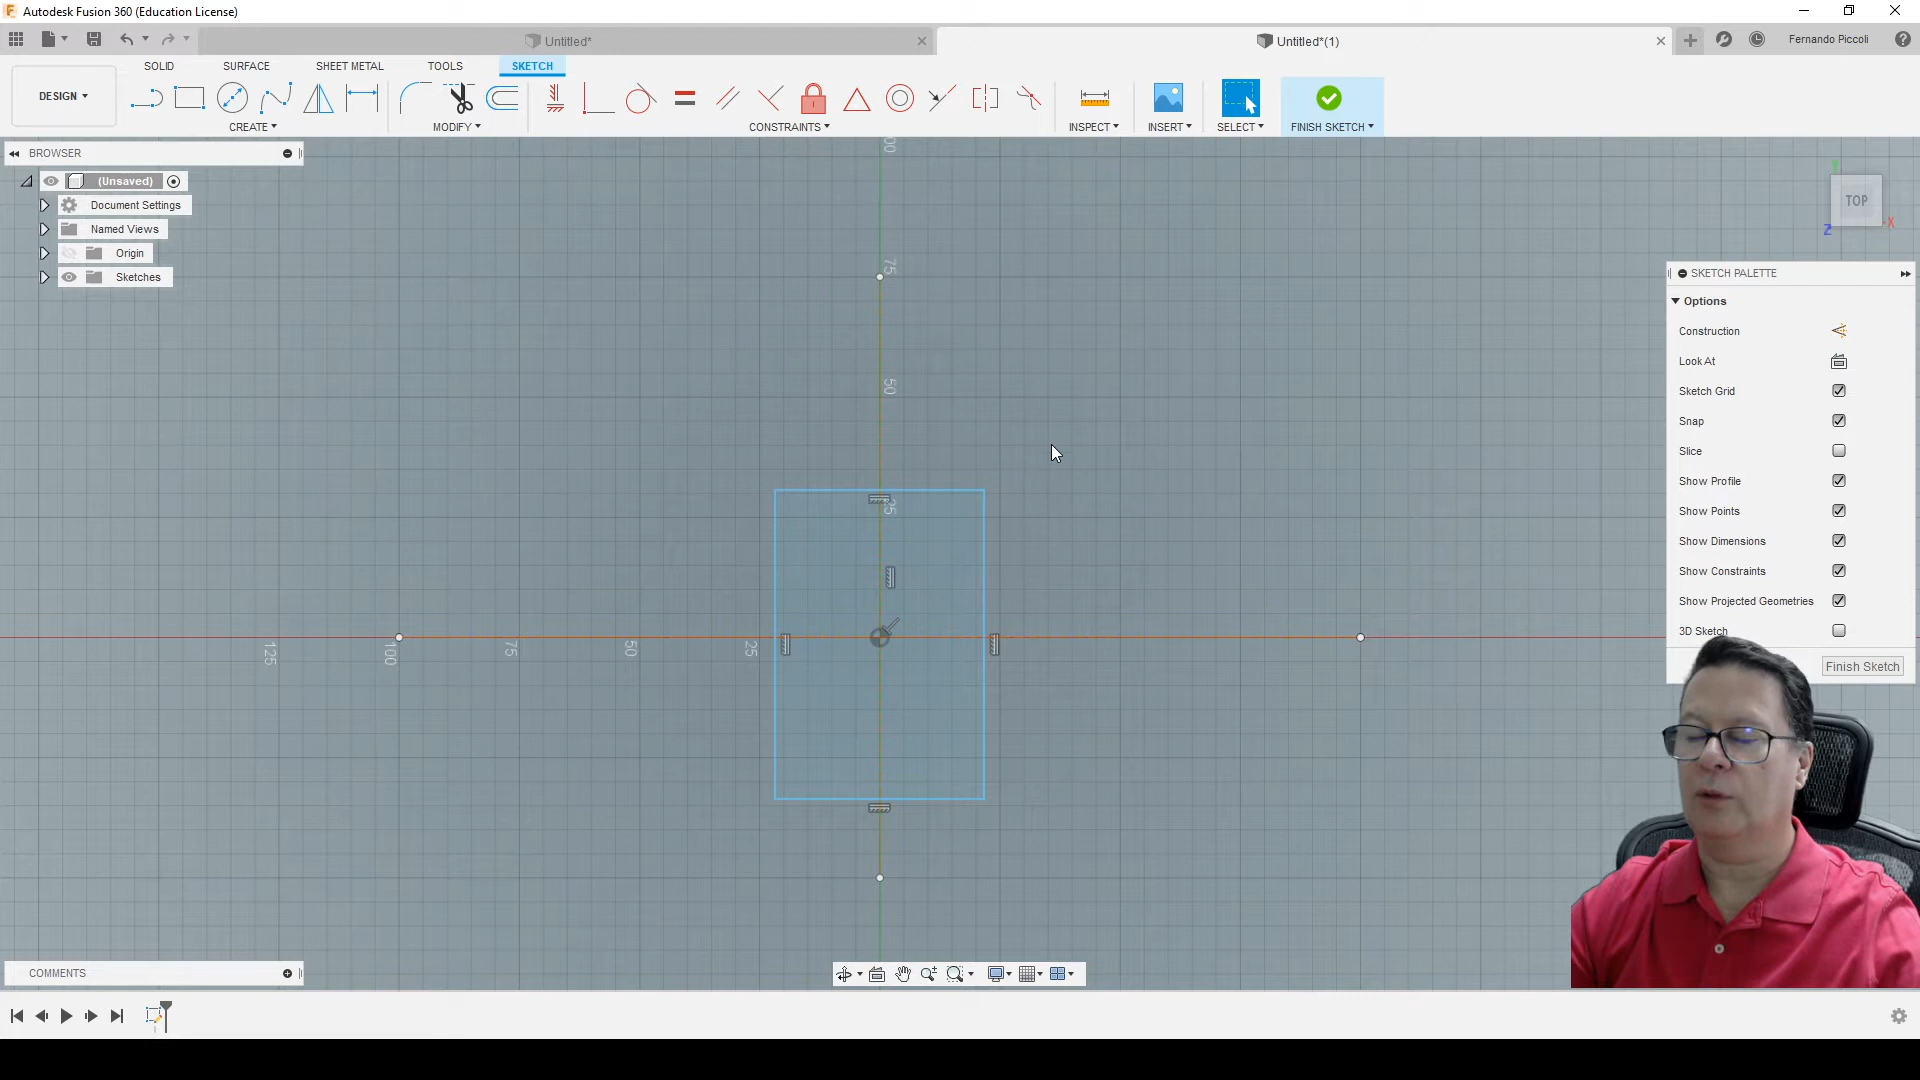 Autodesk Fusion 360 (Education License)
Untitled*
Untitled*(1)
Fernando Piccoli
SOLID
SURFACE
SHEET METAL
TOOLS
SKETCH
DESIGN
CREATE
MODIFY
CONSTRAINTS
INSPECT
INSERT
SELECT
FINISH SKETCH
BROWSER
(Unsaved)
Document Settings
Named Views
Origin
Sketches
TOP
X
Y
Z
SKETCH PALETTE
Options
Construction
Look At
Sketch Grid
Snap
Slice
Show Profile
Show Points
Show Dimensions
Show Constraints
Show Projected Geometries
3D Sketch
Finish Sketch
00
75
50
25
125
100
75
50
25
COMMENTS